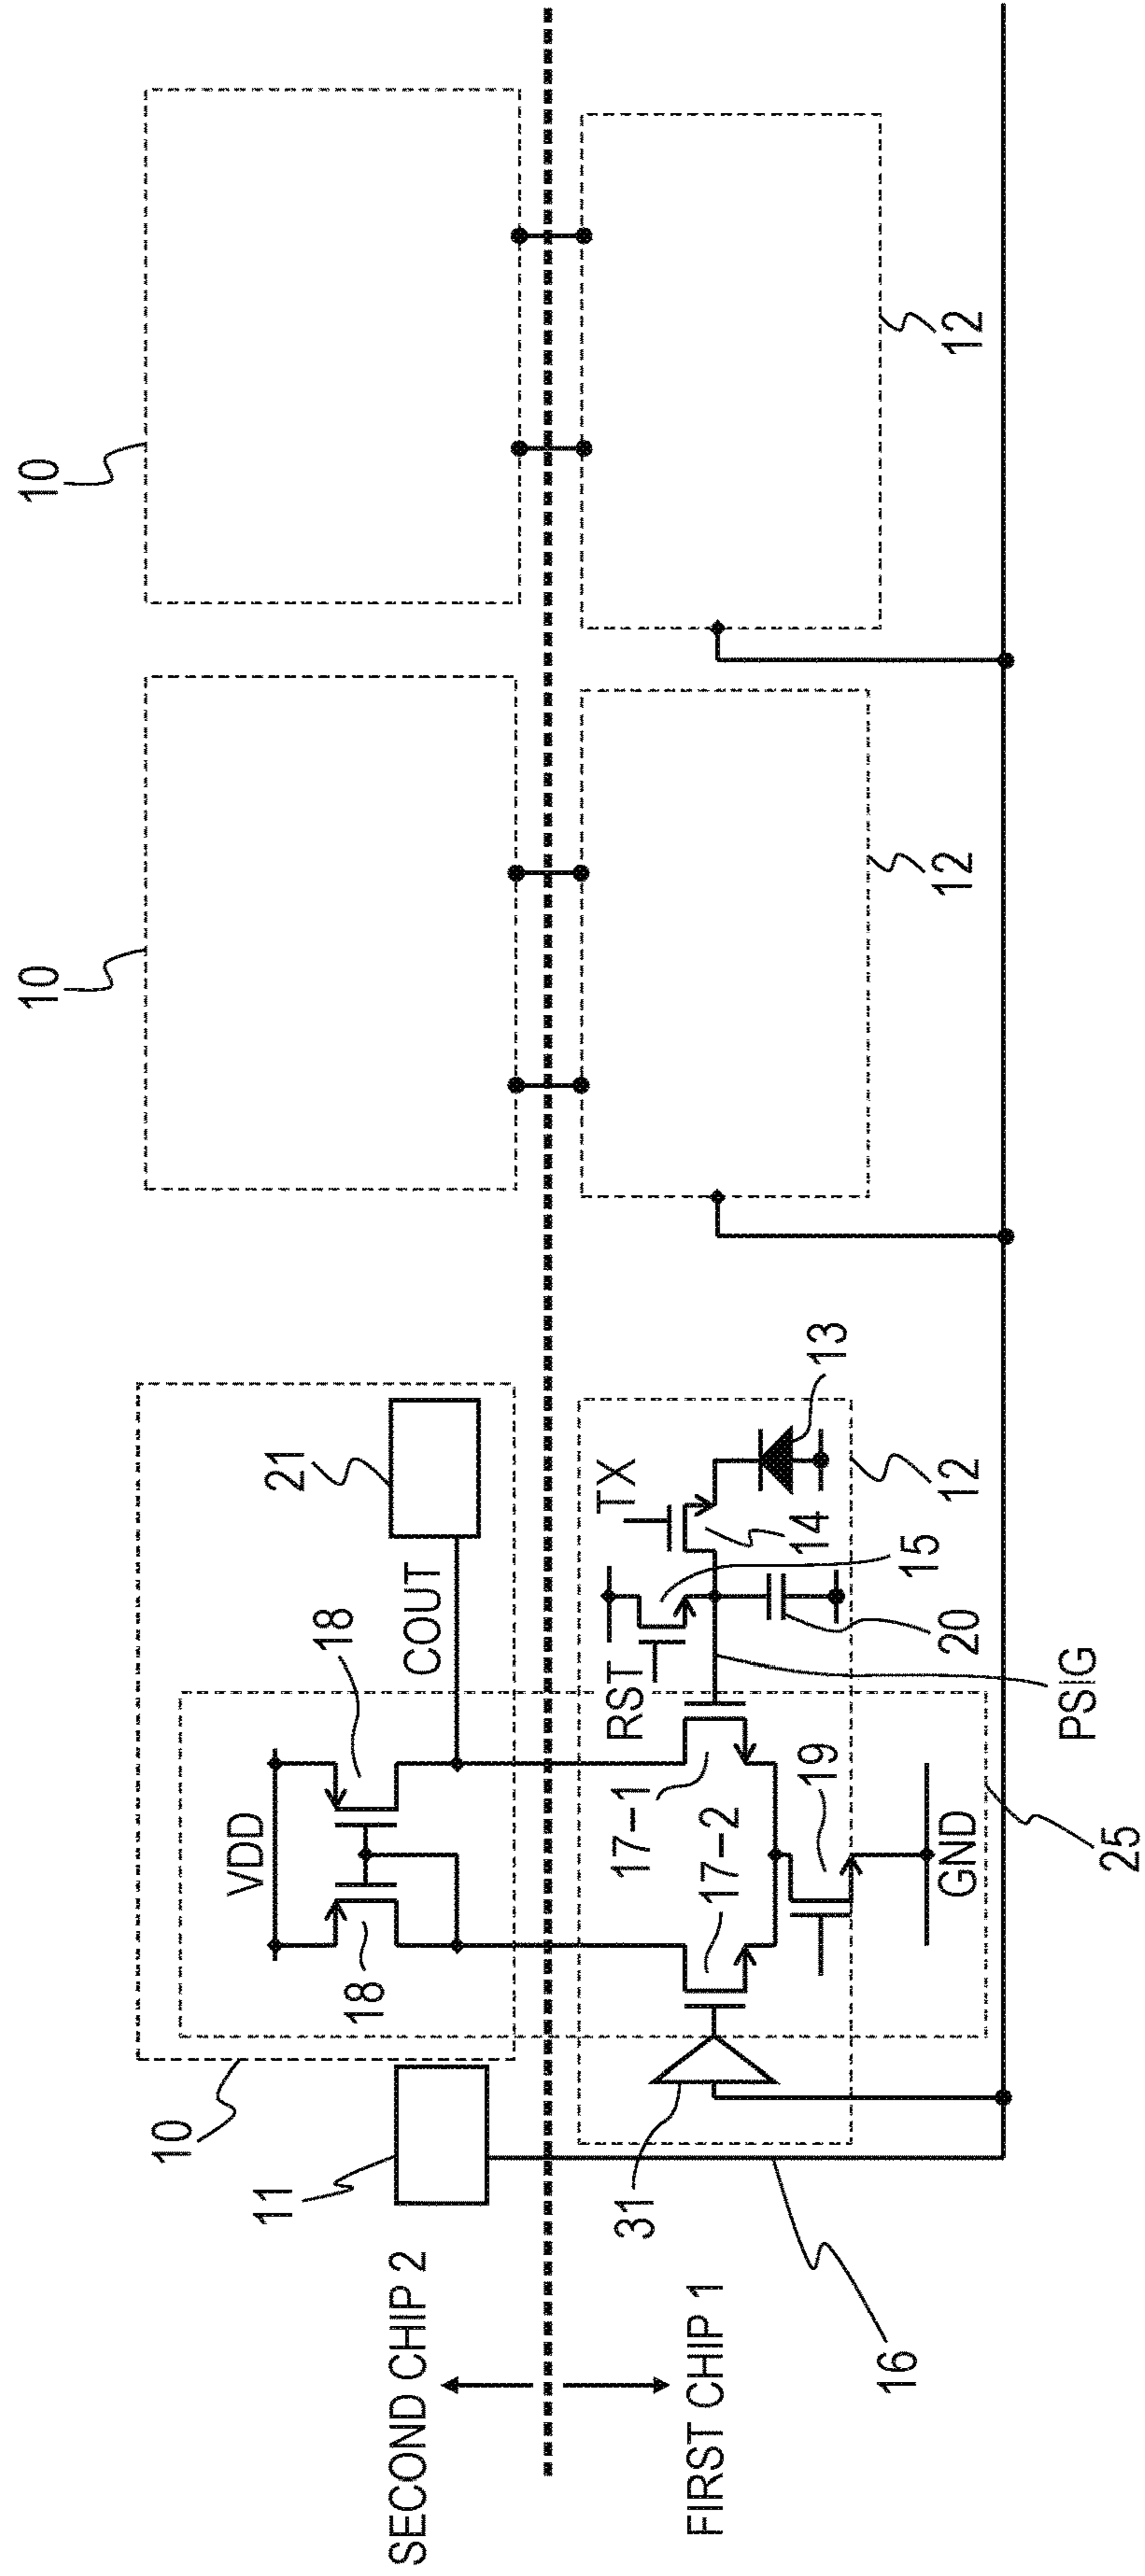 10
10
10
11
VDD
18
18
21
COUT
SECOND CHIP 2
FIRST CHIP 1
31
16
17-2
17-1
19
RST
TX
15
14
13
20
12
12
12
GND
25
PSIG